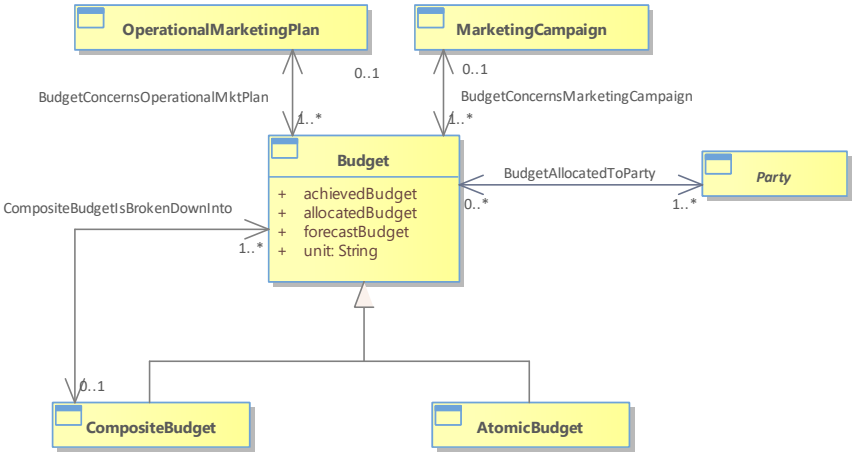 OperationalMarketingPlan
MarketingCampaign
0..1
0..1
BudgetConcernsOperationalMktPlan
BudgetConcernsMarketingCampaign
1..*
1..*
Budget
BudgetAllocatedToParty
Party
+ achievedBudget
+ allocatedBudget
+ forecastBudget
+ unit: String
0..*
1..*
CompositeBudgetIsBrokenDownInto
1..*
0..1
CompositeBudget
AtomicBudget